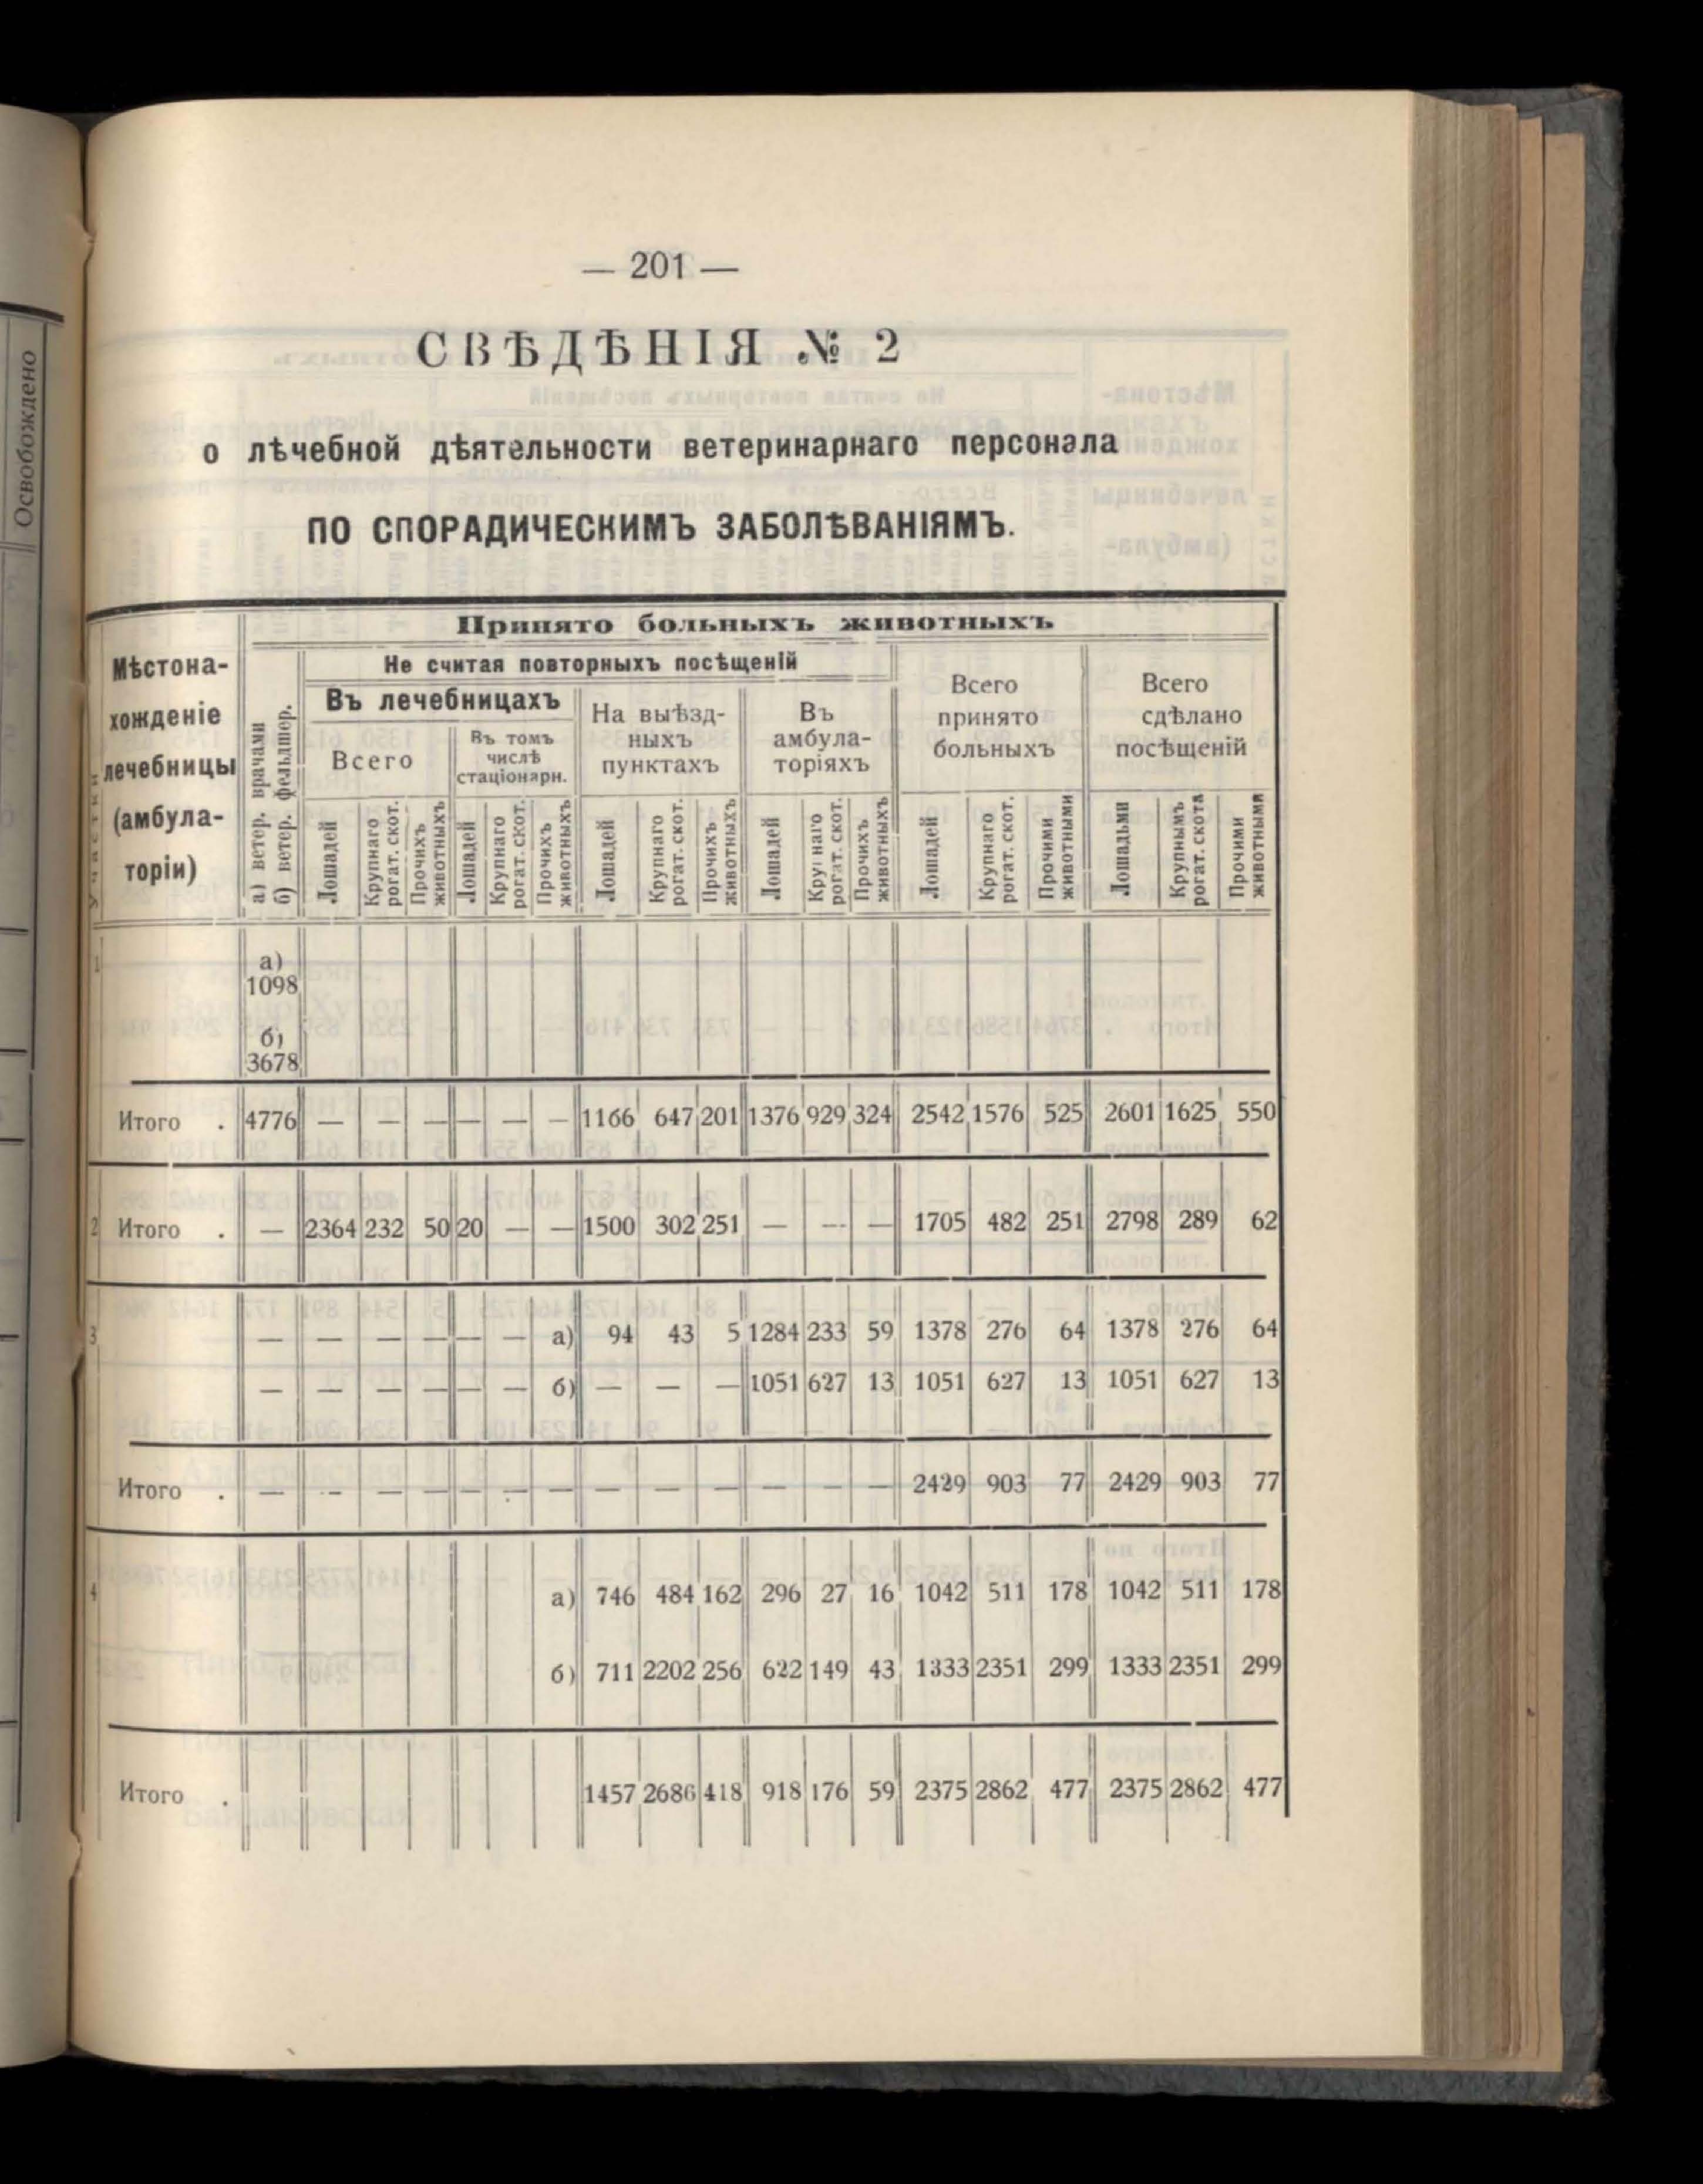 Освобождено
— 201 —
СВѢДѢНІЯ № 2
о лѣчебной дѣятельности ветеринарнаго персонала
ПО СПОРАДИЧЕСКИМЪ ЗАБОЛѢВАНІЯМЪ.
Участки
Мѣстона-
хожденіе
лечебницы
(амбула-
торіи)
а) ветер. врачами
б) ветер. фельдшер.
Принято больныхъ животныхъ
Не считая повторныхъ посѣщеній
Въ лечебницахъ
Всего
Въ томъ
числѣ
стаціонарн.
На выѣзд-
ныхъ
пунктахъ
Въ
амбула-
торіяхъ
Всего
принято
больныхъ
Всего
сдѣлано
посѣщеній
Лошадей
Крупнаго
рогат. скот.
Прочихъ
животныхъ
Лошадей
Крупнаго
рогат. скот.
Прочихъ
животныхъ
Лошадей
Крупнаго
рогат. скот.
Прочихъ
животныхъ
Лошадей
Крупнаго
рогат. скот.
Прочихъ
животныхъ
Лошадей
Крупнаго
рогат. скот.
Прочими
животными
Лошадьми
Крупнымъ
рогат. скота
Прочими
животными
1 а)
1098
б)
3678
Итого . 4776 — — — — — — 1166 647 201 1376 929 324 2542 1576 525 2601 1625 550
2 Итого . — 2364 232 50 20 — — 1500 302 251 — — — 1705 482 251 2798 289 62
3 — — — — — — а) 94 43 5 1284 233 59 1378 276 64 1378 276 64
— — — — — — б) — — — 1051 627 13 1051 627 13 1051 627 13
Итого . — — — — — — — — — — — — — 2429 903 77 2429 903 77
4 а) 746 484 162 296 27 16 1042 511 178 1042 511 178
б) 711 2202 256 622 149 43 1333 2351 299 1333 2351 299
Итого . 1457 2686 418 918 176 59 2375 2862 477 2375 2862 477